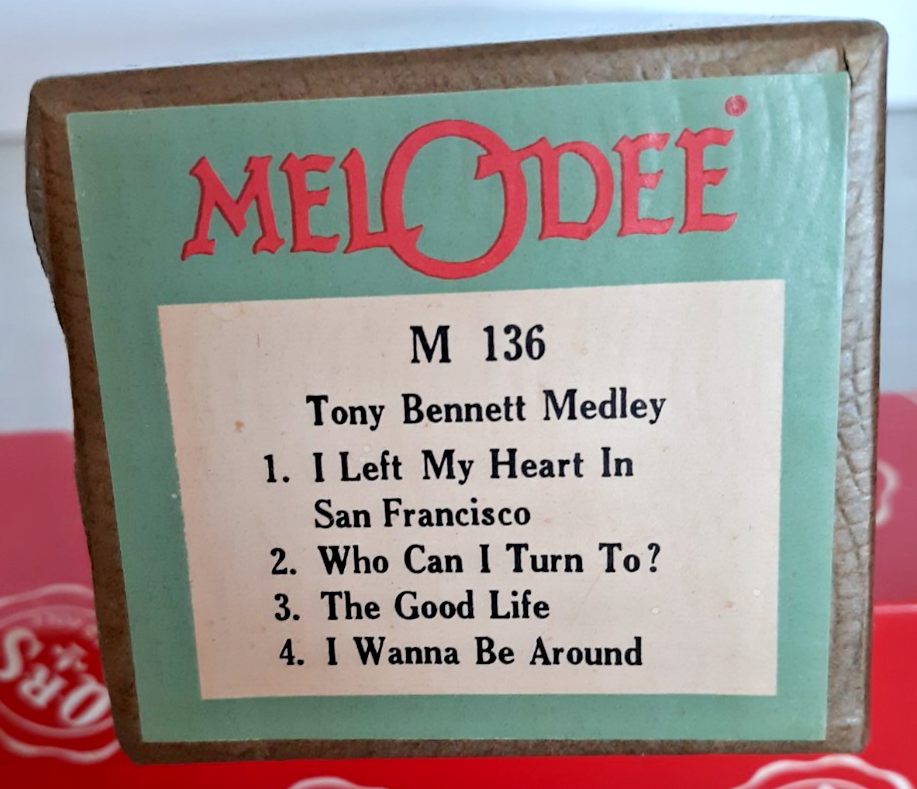 MELODEE
M 136
Tony Bennett Medley
1. I Left My Heart In
San Francisco
2. Who Can I Turn To?
3. The Good Life
4. I Wanna Be Around
ORS